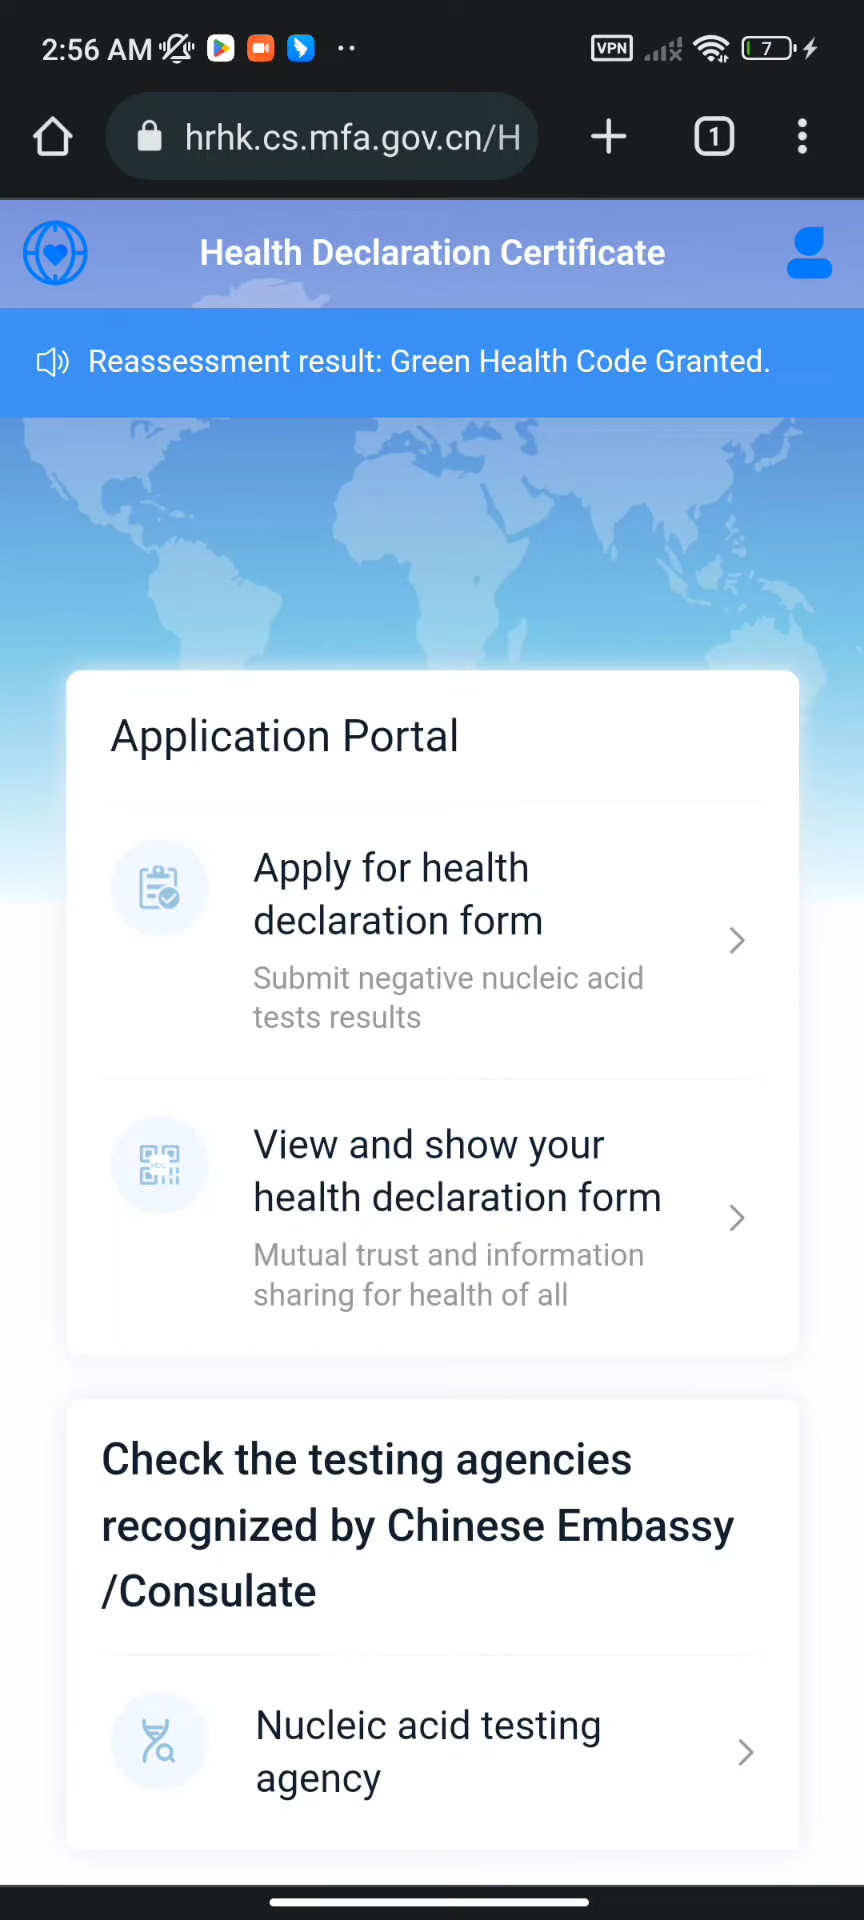 2:56 AM
VPN
7
hrhk.cs.mfa.gov.cn/H
1
Health Declaration Certificate
Reassessment result: Green Health Code Granted.
Application Portal
Apply for health
declaration form
Submit negative nucleic acid
tests results
HDC
View and show your
health declaration form
Mutual trust and information
sharing for health of all
Check the testing agencies
recognized by Chinese Embassy
/Consulate
Nucleic acid testing
agency